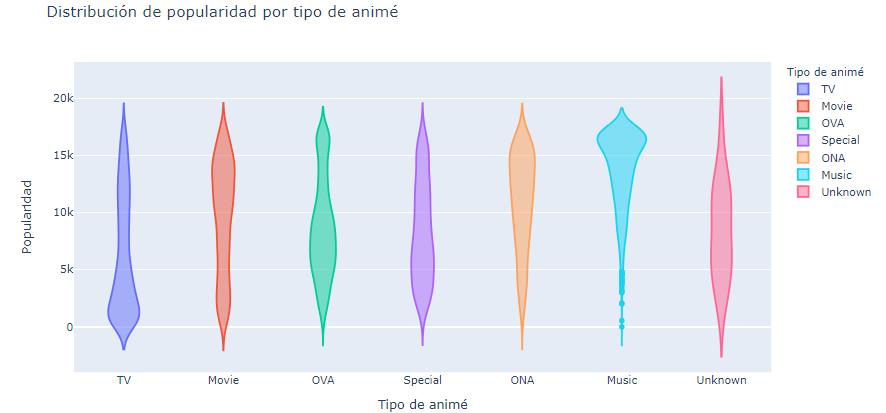 Distribución de popularidad por tipo de animé
Popularidad
20k
15k
10k
5k
0
TV
Movie
OVA
Special
ONA
Music
Unknown
Tipo de animé
Tipo de animé
TV
Movie
OVA
Special
ONA
Music
Unknown